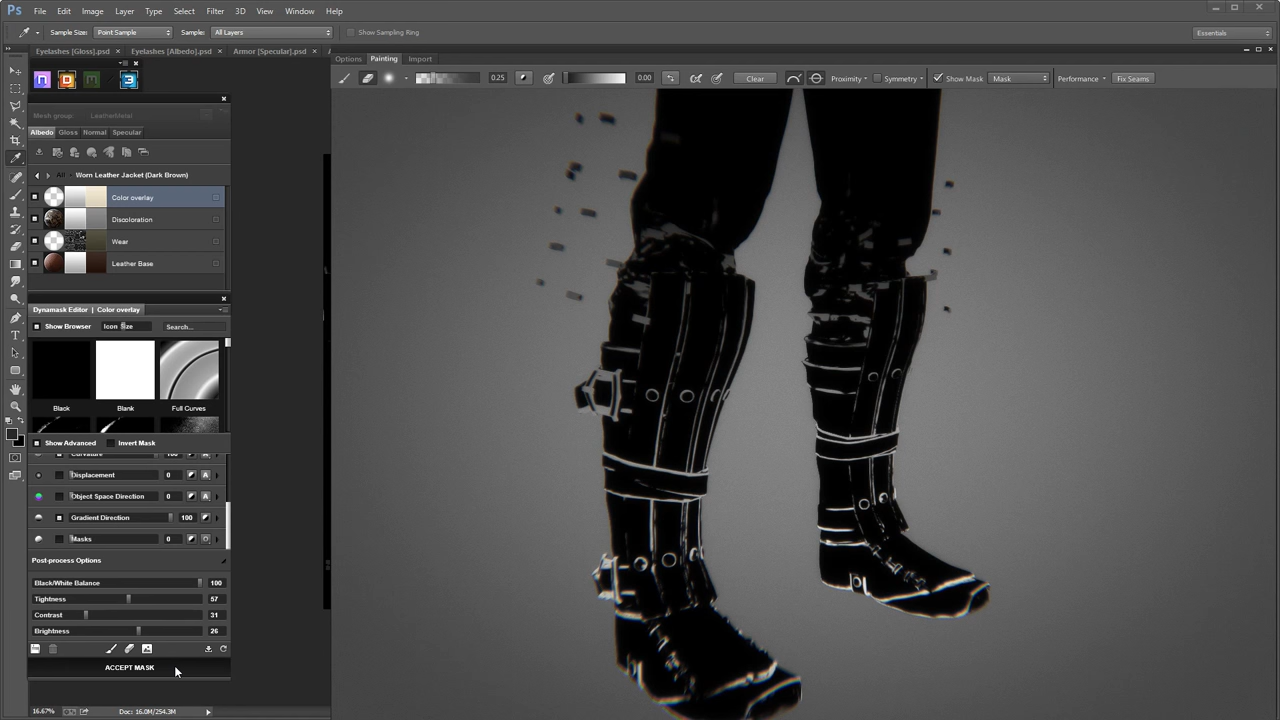 Ps File Edit Image Layer Type Select Filter 3D View Window Help
Sample Size: Point Sample Sample: All Layers Show Sampling Ring Essentials
Eyelashes [Gloss].psd × Eyelashes [Albedo].psd × Armor [Specular].psd ×
Options Painting Import
0.25 0.00 Clear Proximity Symmetry Show Mask Mask Performance Fix Seams
Mesh group: LeatherMetal
Albedo Gloss Normal Specular
All Worn Leather Jacket (Dark Brown)
Color overlay
Discoloration
Wear
Leather Base
Dynamask Editor | Color overlay
Show Browser Icon Size Search...
Black Blank Full Curves
Show Advanced Invert Mask
Curvature 100 A
Displacement 0 A
Object Space Direction 0 A
Gradient Direction 100
Masks 0
Post-process Options
Black/White Balance 100
Tightness 57
Contrast 31
Brightness 26
ACCEPT MASK
16.67% Doc: 16.0M/254.3M